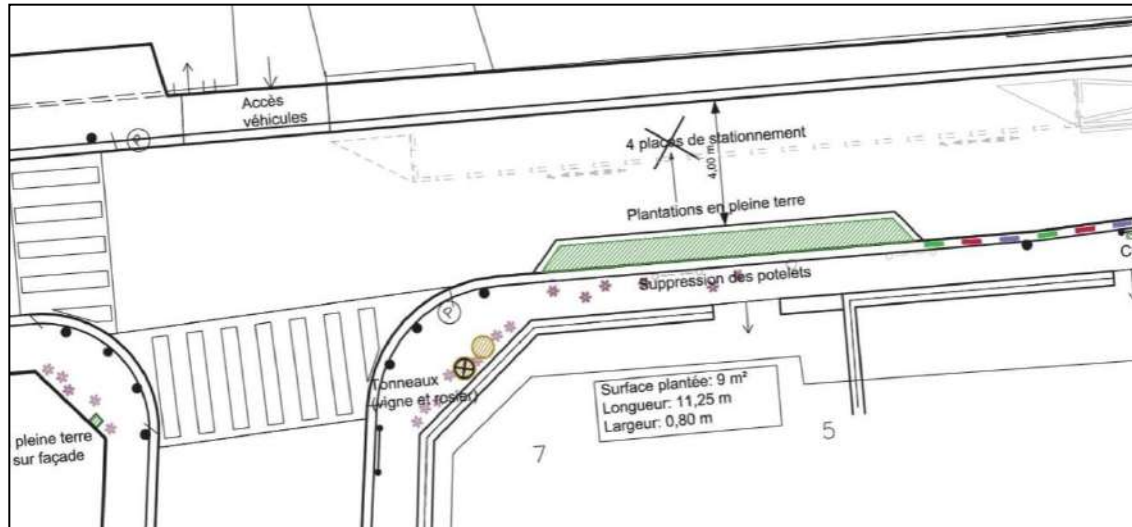 Accès
véhicules
P
4 places de stationnement
4,00 m
Plantations en pleine terre
Suppression des potelets
C
P
Tonneaux
(vigne et rosier)
Surface plantée: 9 m²
Longueur: 11,25 m
Largeur: 0,80 m
pleine terre
sur façade
7
5